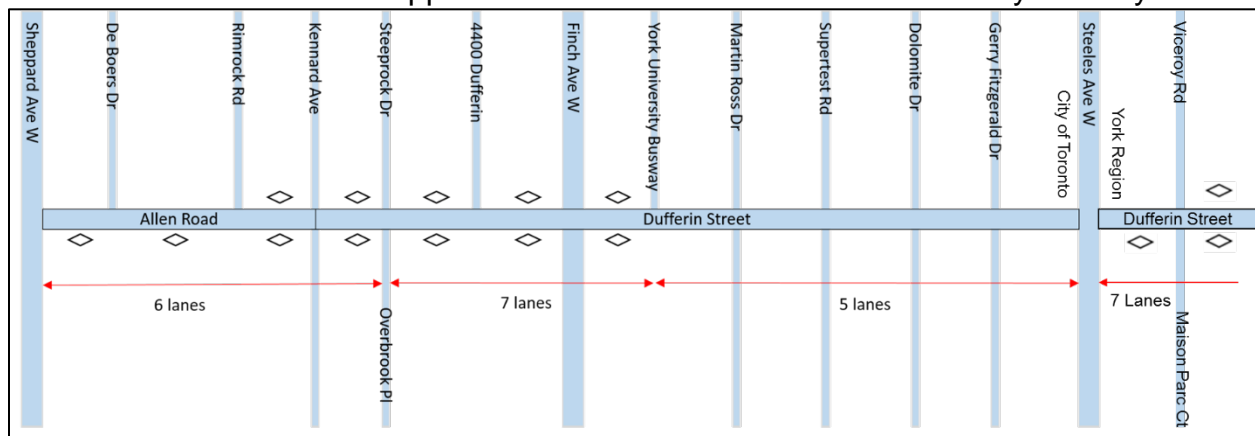 Sheppard Ave W
De Boers Dr
Rimrock Rd
Kennard Ave
Steeprock Dr
4400 Dufferin
Finch Ave W
York University Busway
Martin Ross Dr
Supertest Rd
Dolomite Dr
Gerry Fitzgerald Dr
City of Toronto
Steeles Ave W
York Region
Viceroy Rd
Allen Road
Dufferin Street
Dufferin Street
6 lanes
7 lanes
5 lanes
7 Lanes
Overbrook Pl
Maison Parc Ct